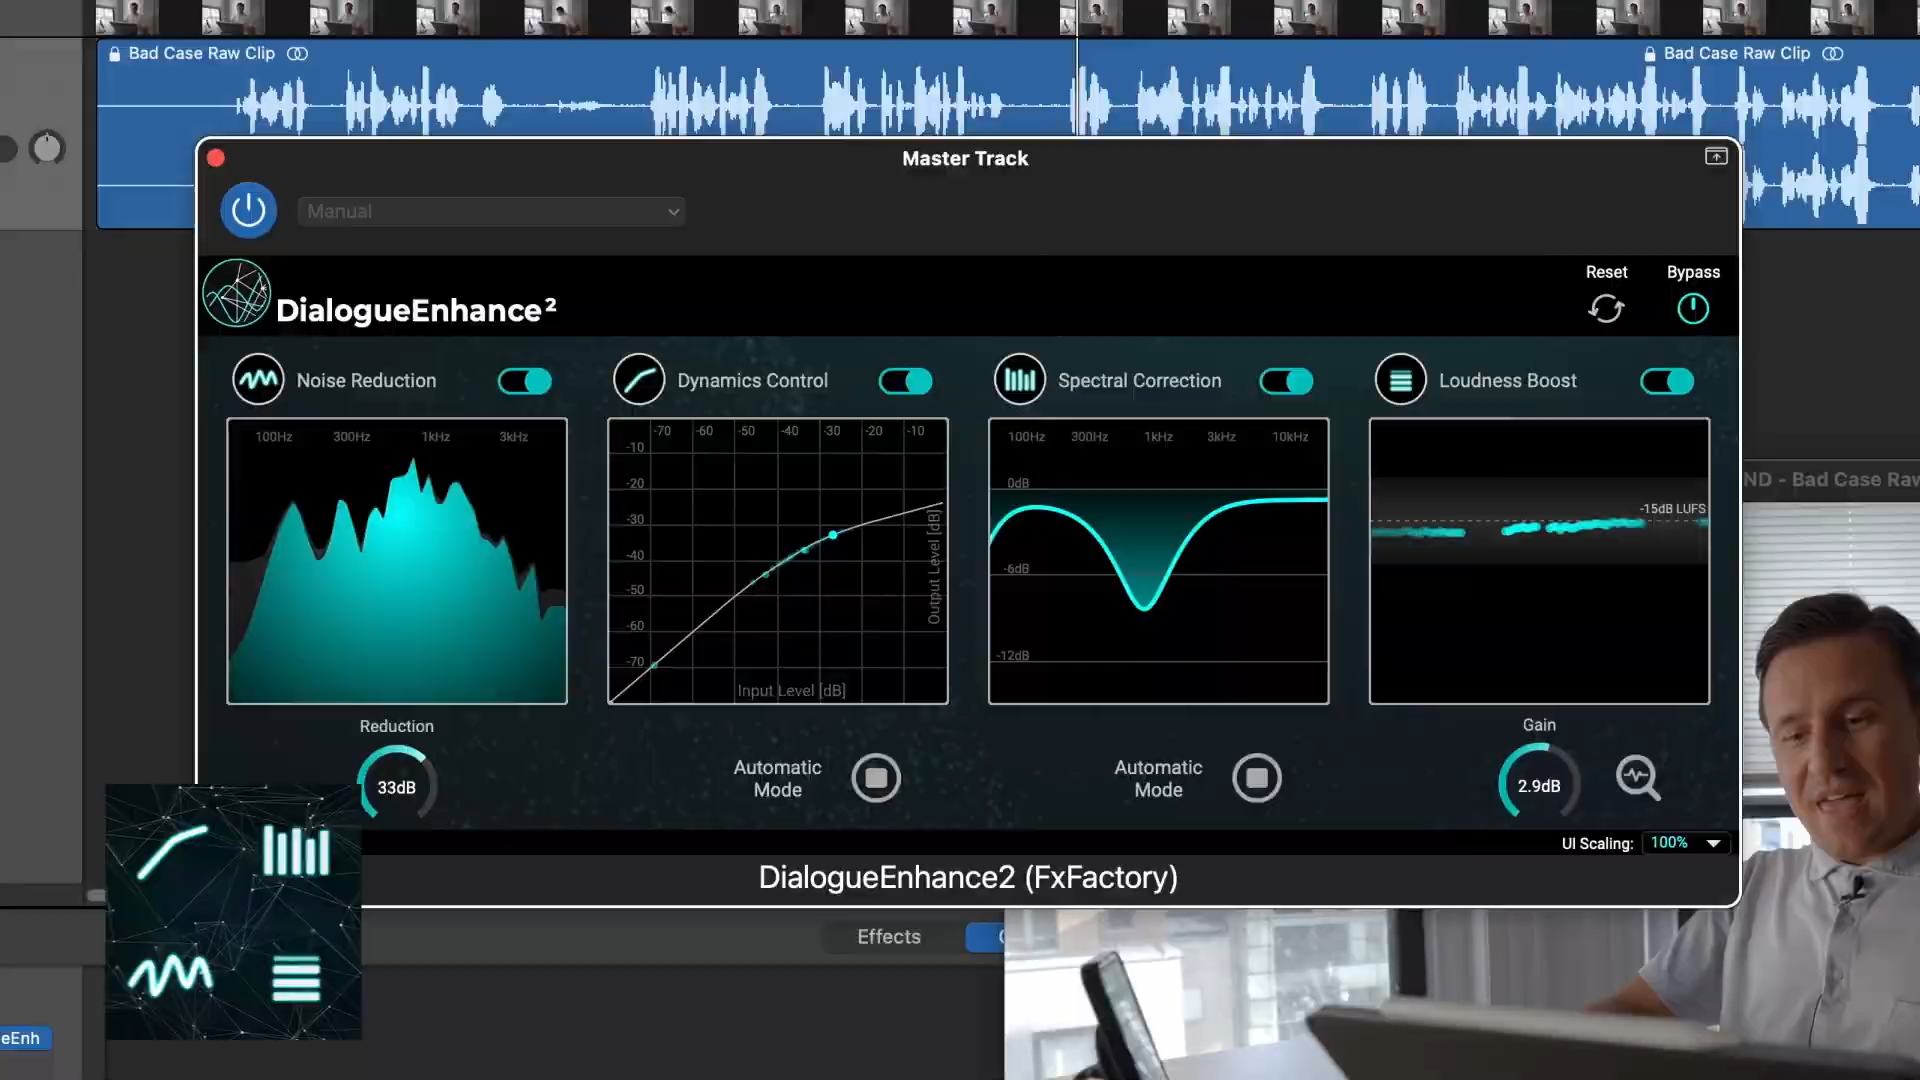 Bad Case Raw Clip
Bad Case Raw Clip
Master Track
Manual
DialogueEnhance²
Reset
Bypass
Noise Reduction
Dynamics Control
Spectral Correction
Loudness Boost
100Hz 300Hz 1kHz 3kHz
-70 -60 -50 -40 -30 -20 -10
-10
-20
-30
-40
-50
-60
-70
Output Level [dB]
Input Level [dB]
100Hz 300Hz 1kHz 3kHz 10kHz
0dB
-6dB
-12dB
-15dB LUFS
ND - Bad Case Raw
Reduction
33dB
Automatic
Mode
Automatic
Mode
Gain
2.9dB
UI Scaling: 100%
DialogueEnhance2 (FxFactory)
Effects
eEnh